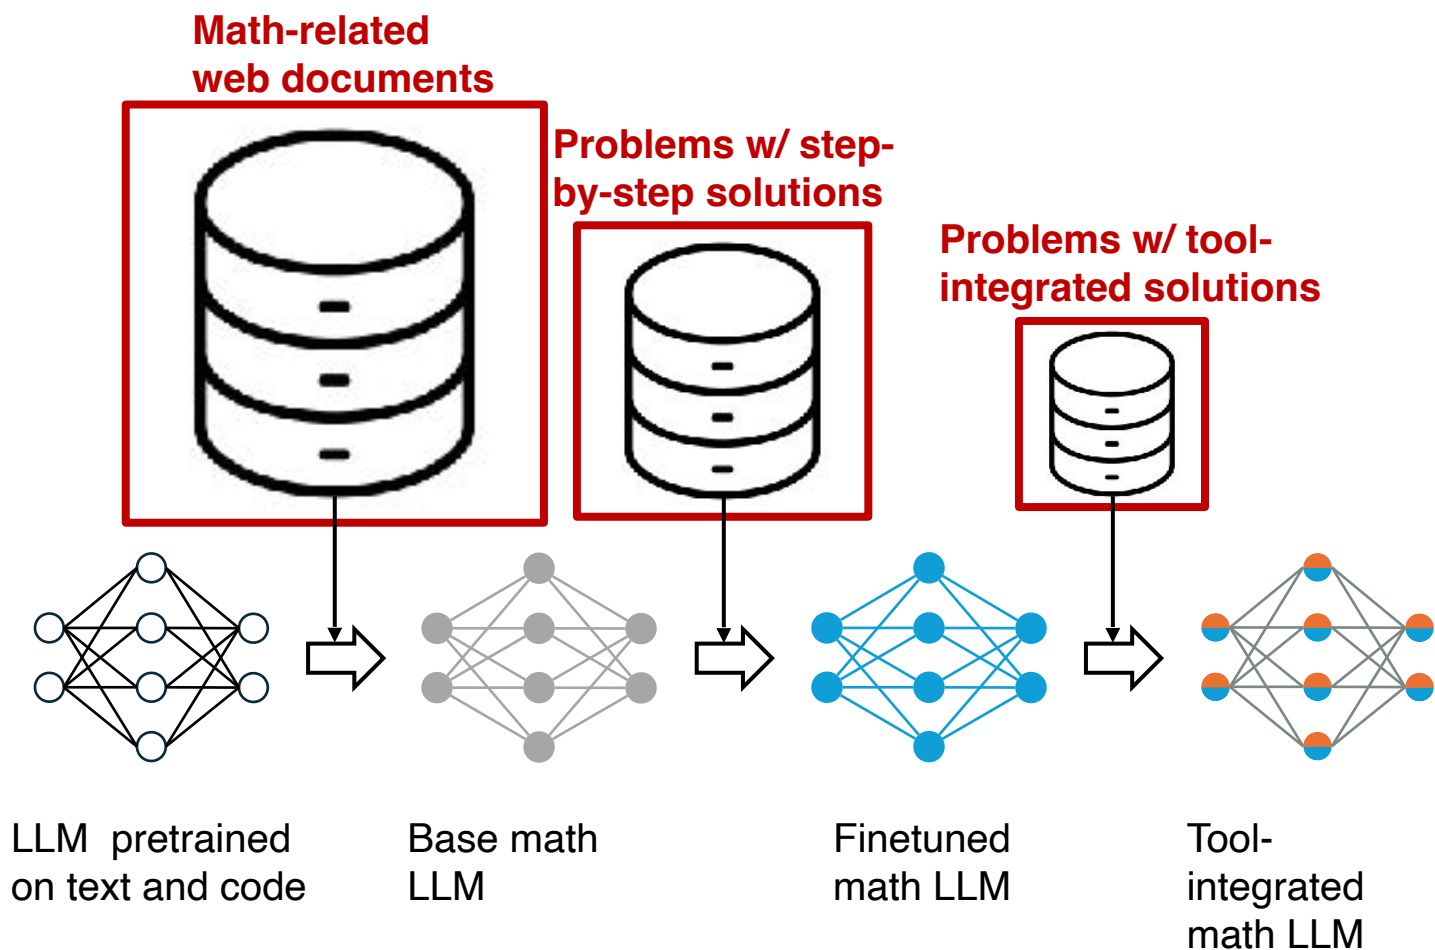 Math-related
web documents
Problems w/ step-
by-step solutions
Problems w/ tool-
integrated solutions
LLM pretrained
on text and code
Base math
LLM
Finetuned
math LLM
Tool-
integrated
math LLM